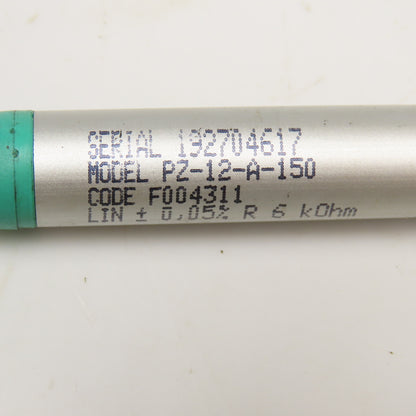 SERIAL 192704617
MODEL PZ-12-A-150
CODE F004311
LIN ± 0,05% R 6 kOhm